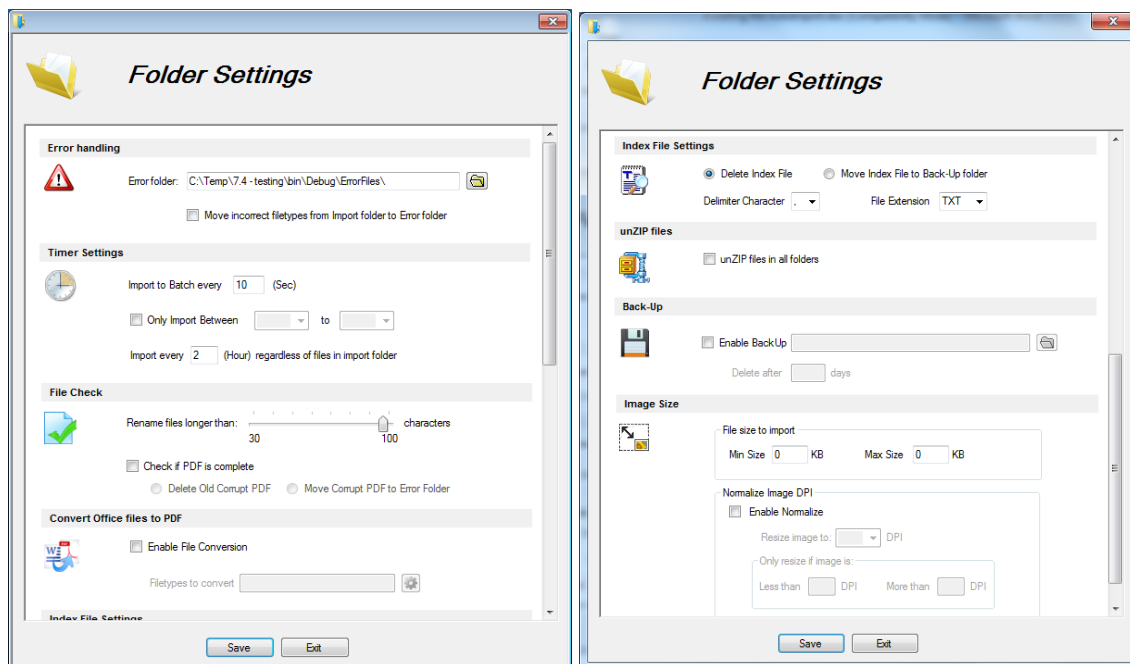 Folder Settings
Error handling
Error folder: C:\Temp\7.4 - testing\bin\Debug\ErrorFiles\
Move incorrect filetypes from Import folder to Error folder
Timer Settings
Import to Batch every 10 (Sec)
Only Import Between to
Import every 2 (Hour) regardless of files in import folder
File Check
Rename files longer than: characters
30 100
Check if PDF is complete
Delete Old Corrupt PDF Move Corrupt PDF to Error Folder
Convert Office files to PDF
Enable File Conversion
Filetypes to convert
Index File Settings
Save Exit
Folder Settings
Index File Settings
Delete Index File Move Index File to Back-Up folder
Delimiter Character File Extension TXT
unZIP files
unZIP files in all folders
Back-Up
Enable BackUp
Delete after days
Image Size
File size to import
Min Size 0 KB Max Size 0 KB
Normalize Image DPI
Enable Normalize
Resize image to: DPI
Only resize if image is:
Less than DPI More than DPI
Save Exit